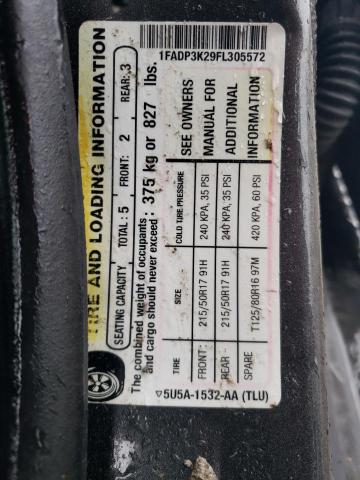 TIRE AND LOADING INFORMATION
SEATING CAPACITY TOTAL : 5 FRONT: 2 REAR: 3
The combined weight of occupants
and cargo should never exceed : 375 kg or 827 lbs.
TIRE SIZE COLD TIRE PRESSURE SEE OWNERS
FRONT: 215/50R17 91H 240 KPA, 35 PSI MANUAL FOR
REAR - 215/50R17 91H 240 KPA, 35 PSI ADDITIONAL
SPARE T125/80R16 97M 420 KPA, 60 PSI INFORMATION
▽5U5A-1532-AA (TLU) 1FADP3K29FL305572